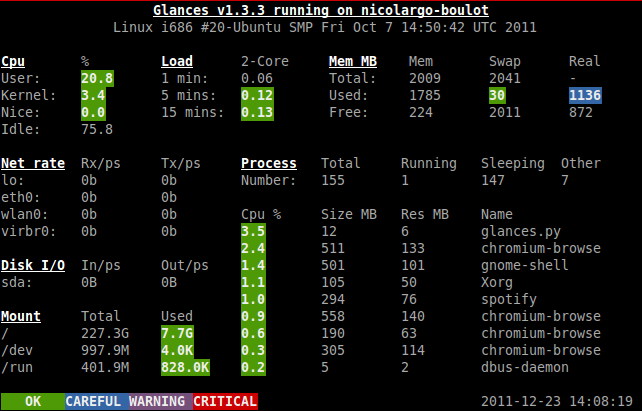 Glances v1.3.3 running on nicolargo-boulot
Linux i686 #20-Ubuntu SMP Fri Oct 7 14:50:42 UTC 2011
Cpu % Load 2-Core Mem MB Mem Swap Real
User: 20.8 1 min: 0.06 Total: 2009 2041 -
Kernel: 3.4 5 mins: 0.12 Used: 1785 30 1136
Nice: 0.0 15 mins: 0.13 Free: 224 2011 872
Idle: 75.8
Net rate Rx/ps Tx/ps Process Total Running Sleeping Other
lo: 0b 0b Number: 155 1 147 7
eth0: 0b 0b
wlan0: 0b 0b Cpu % Size MB Res MB Name
virbr0: 0b 0b 3.5 12 6 glances.py
2.4 511 133 chromium-browse
Disk I/O In/ps Out/ps 1.4 501 101 gnome-shell
sda: 0B 0B 1.1 105 50 Xorg
1.0 294 76 spotify
Mount Total Used 0.9 558 140 chromium-browse
/ 227.3G 7.7G 0.6 190 63 chromium-browse
/dev 997.9M 4.0K 0.3 305 114 chromium-browse
/run 401.9M 828.0K 0.2 5 2 dbus-daemon
OK CAREFUL WARNING CRITICAL 2011-12-23 14:08:19